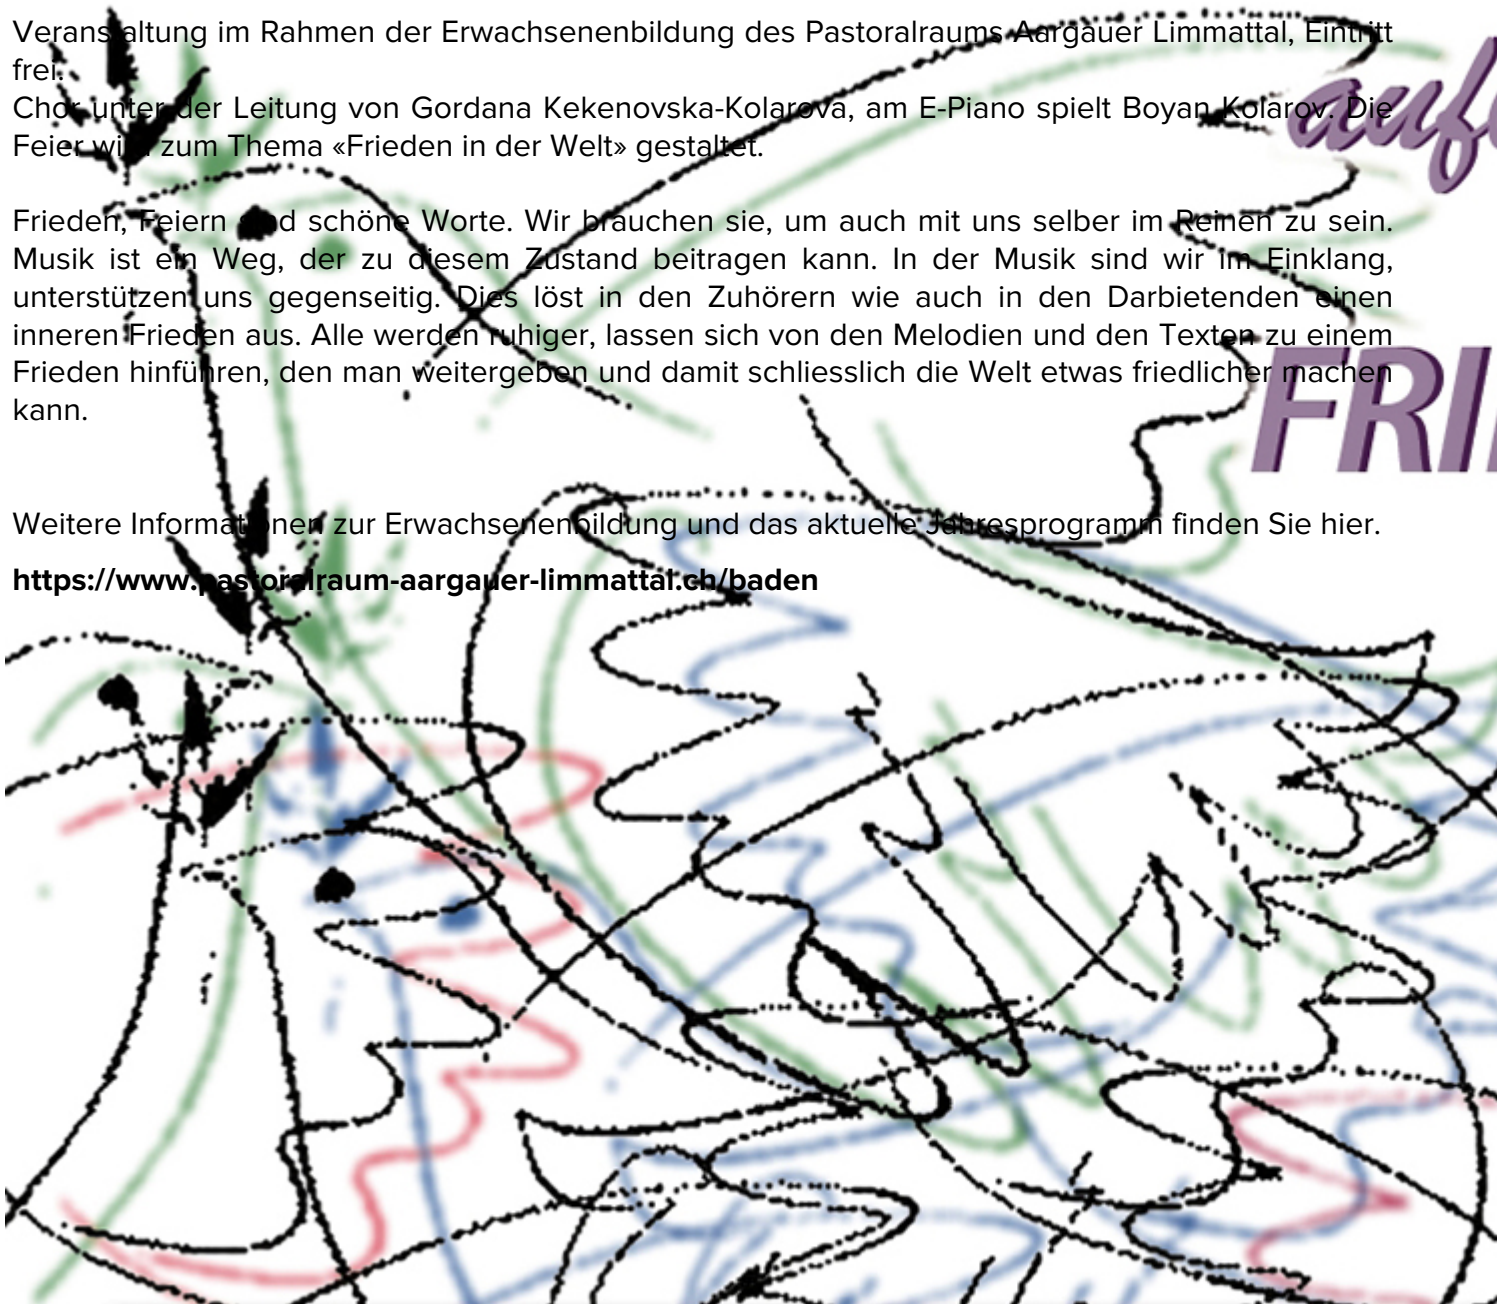 Veranstaltung im Rahmen der Erwachsenenbildung des Pastoralraums Aargauer Limmattal, Eintritt
frei.
Chor unter der Leitung von Gordana Kekenovska-Kolarova, am E-Piano spielt Boyan Kolarov. Die
Feier wird zum Thema «Frieden in der Welt» gestaltet.
auf
Frieden, Feiern sind schöne Worte. Wir brauchen sie, um auch mit uns selber im Reinen zu sein.
Musik ist ein Weg, der zu diesem Zustand beitragen kann. In der Musik sind wir im Einklang,
unterstützen uns gegenseitig. Dies löst in den Zuhörern wie auch in den Darbietenden einen
inneren Frieden aus. Alle werden ruhiger, lassen sich von den Melodien und den Texten zu einem
Frieden hinführen, den man weitergeben und damit schliesslich die Welt etwas friedlicher machen
kann.
FRI
Weitere Informationen zur Erwachsenenbildung und das aktuelle Jahresprogramm finden Sie hier.
https://www.pastoralraum-aargauer-limmattal.ch/baden